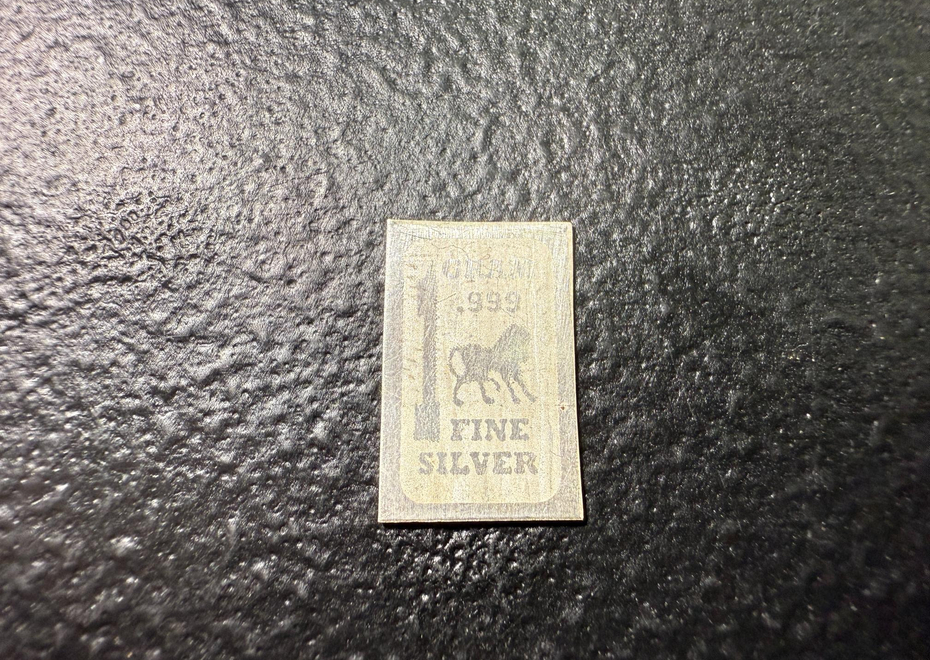 1 GRAM
.999
FINE
SILVER